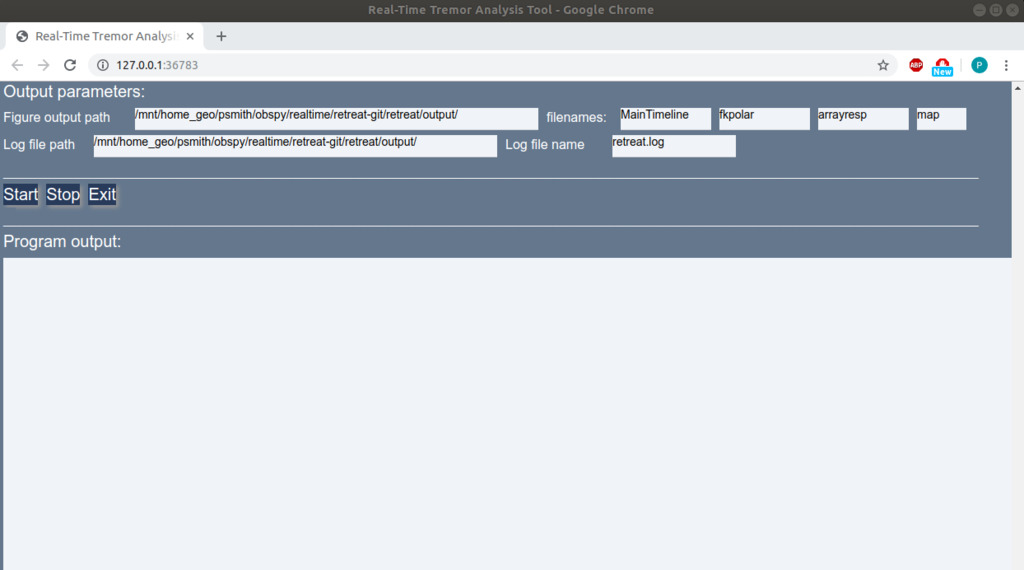 Real-Time Tremor Analysis Tool - Google Chrome
Real-Time Tremor Analysis
127.0.0.1:36783 ABP New P
Output parameters:
Figure output path /mnt/home_geo/psmith/obspy/realtime/retreat-git/retreat/output/ filenames: MainTimeline fkpolar arrayresp map
Log file path /mnt/home_geo/psmith/obspy/realtime/retreat-git/retreat/output/ Log file name retreat.log
Start Stop Exit
Program output: